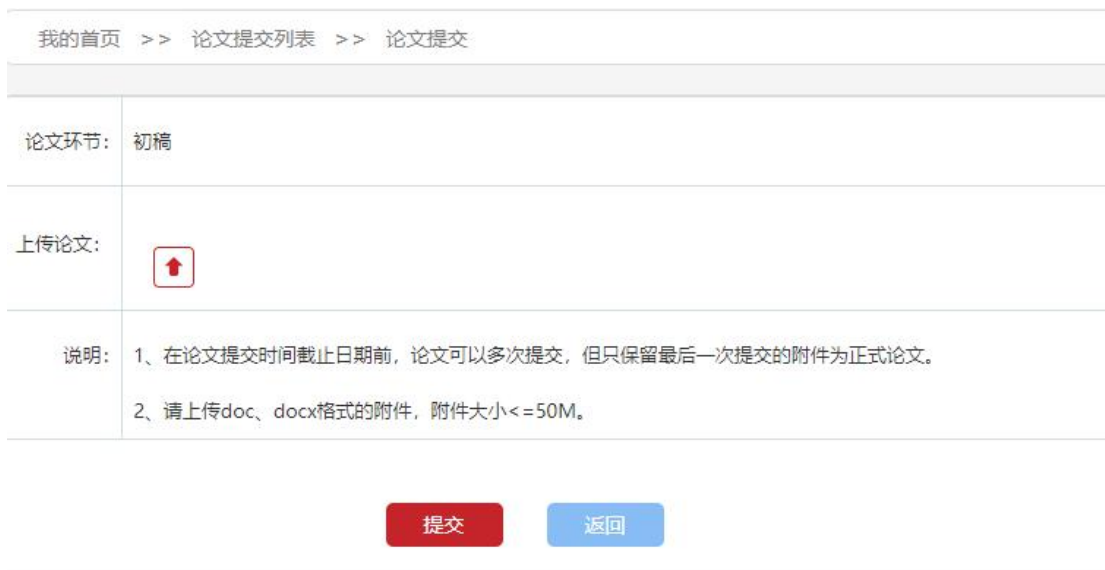 我的首页 >> 论文提交列表 >> 论文提交
论文环节： 初稿
上传论文：
说明： 1、在论文提交时间截止日期前，论文可以多次提交，但只保留最后一次提交的附件为正式论文。
2、请上传doc、docx格式的附件，附件大小<=50M。
提交 返回